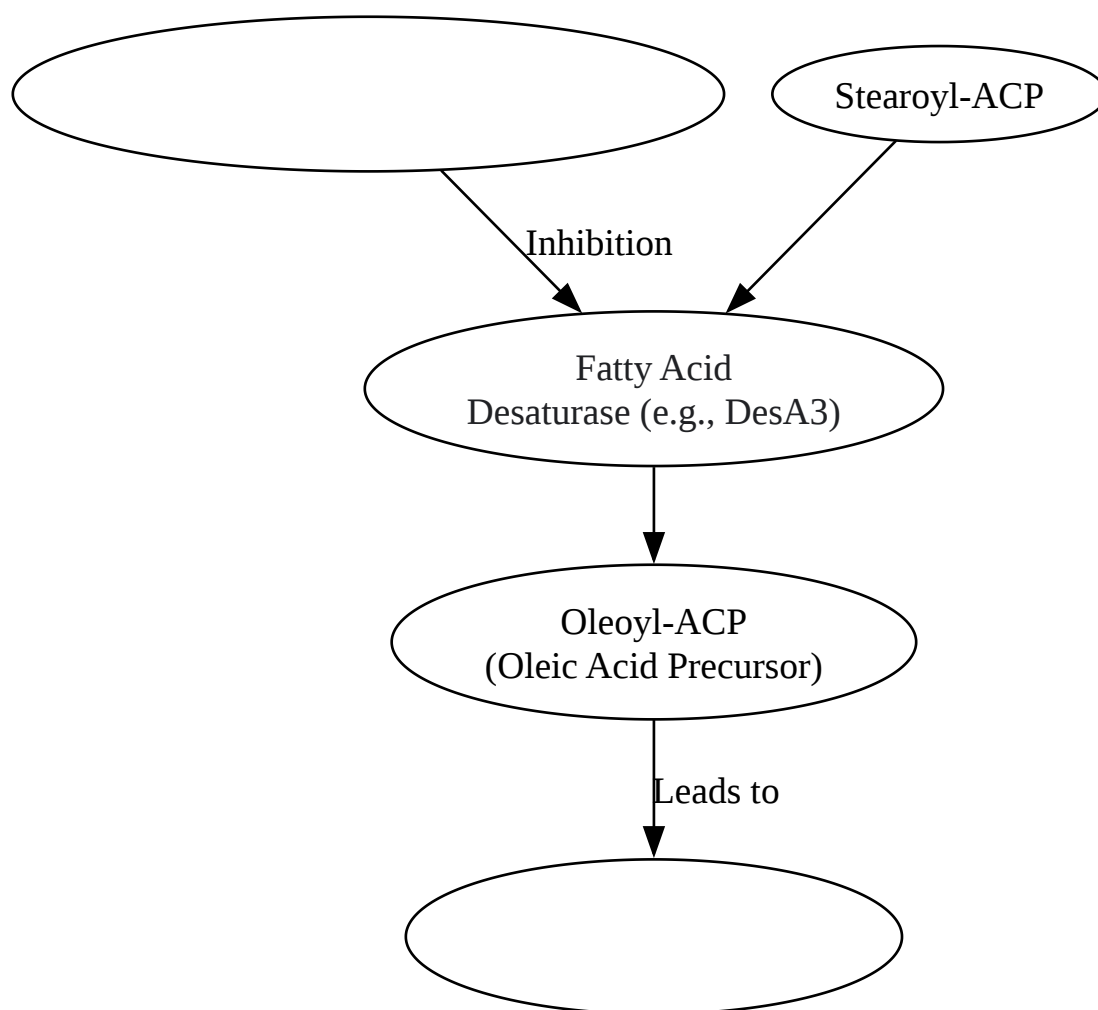 Stearoyl-ACP
Inhibition
Fatty Acid
Desaturase (e.g., DesA3)
Oleoyl-ACP
(Oleic Acid Precursor)
Leads to